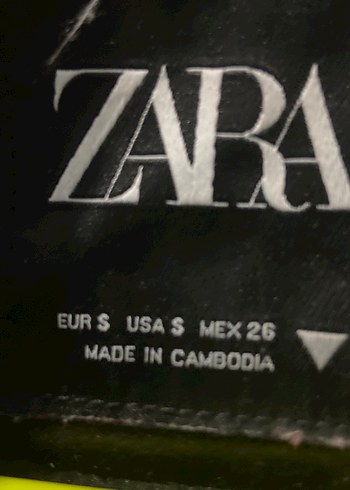 ZARA
EUR S USA S MEX 26
MADE IN CAMBODIA